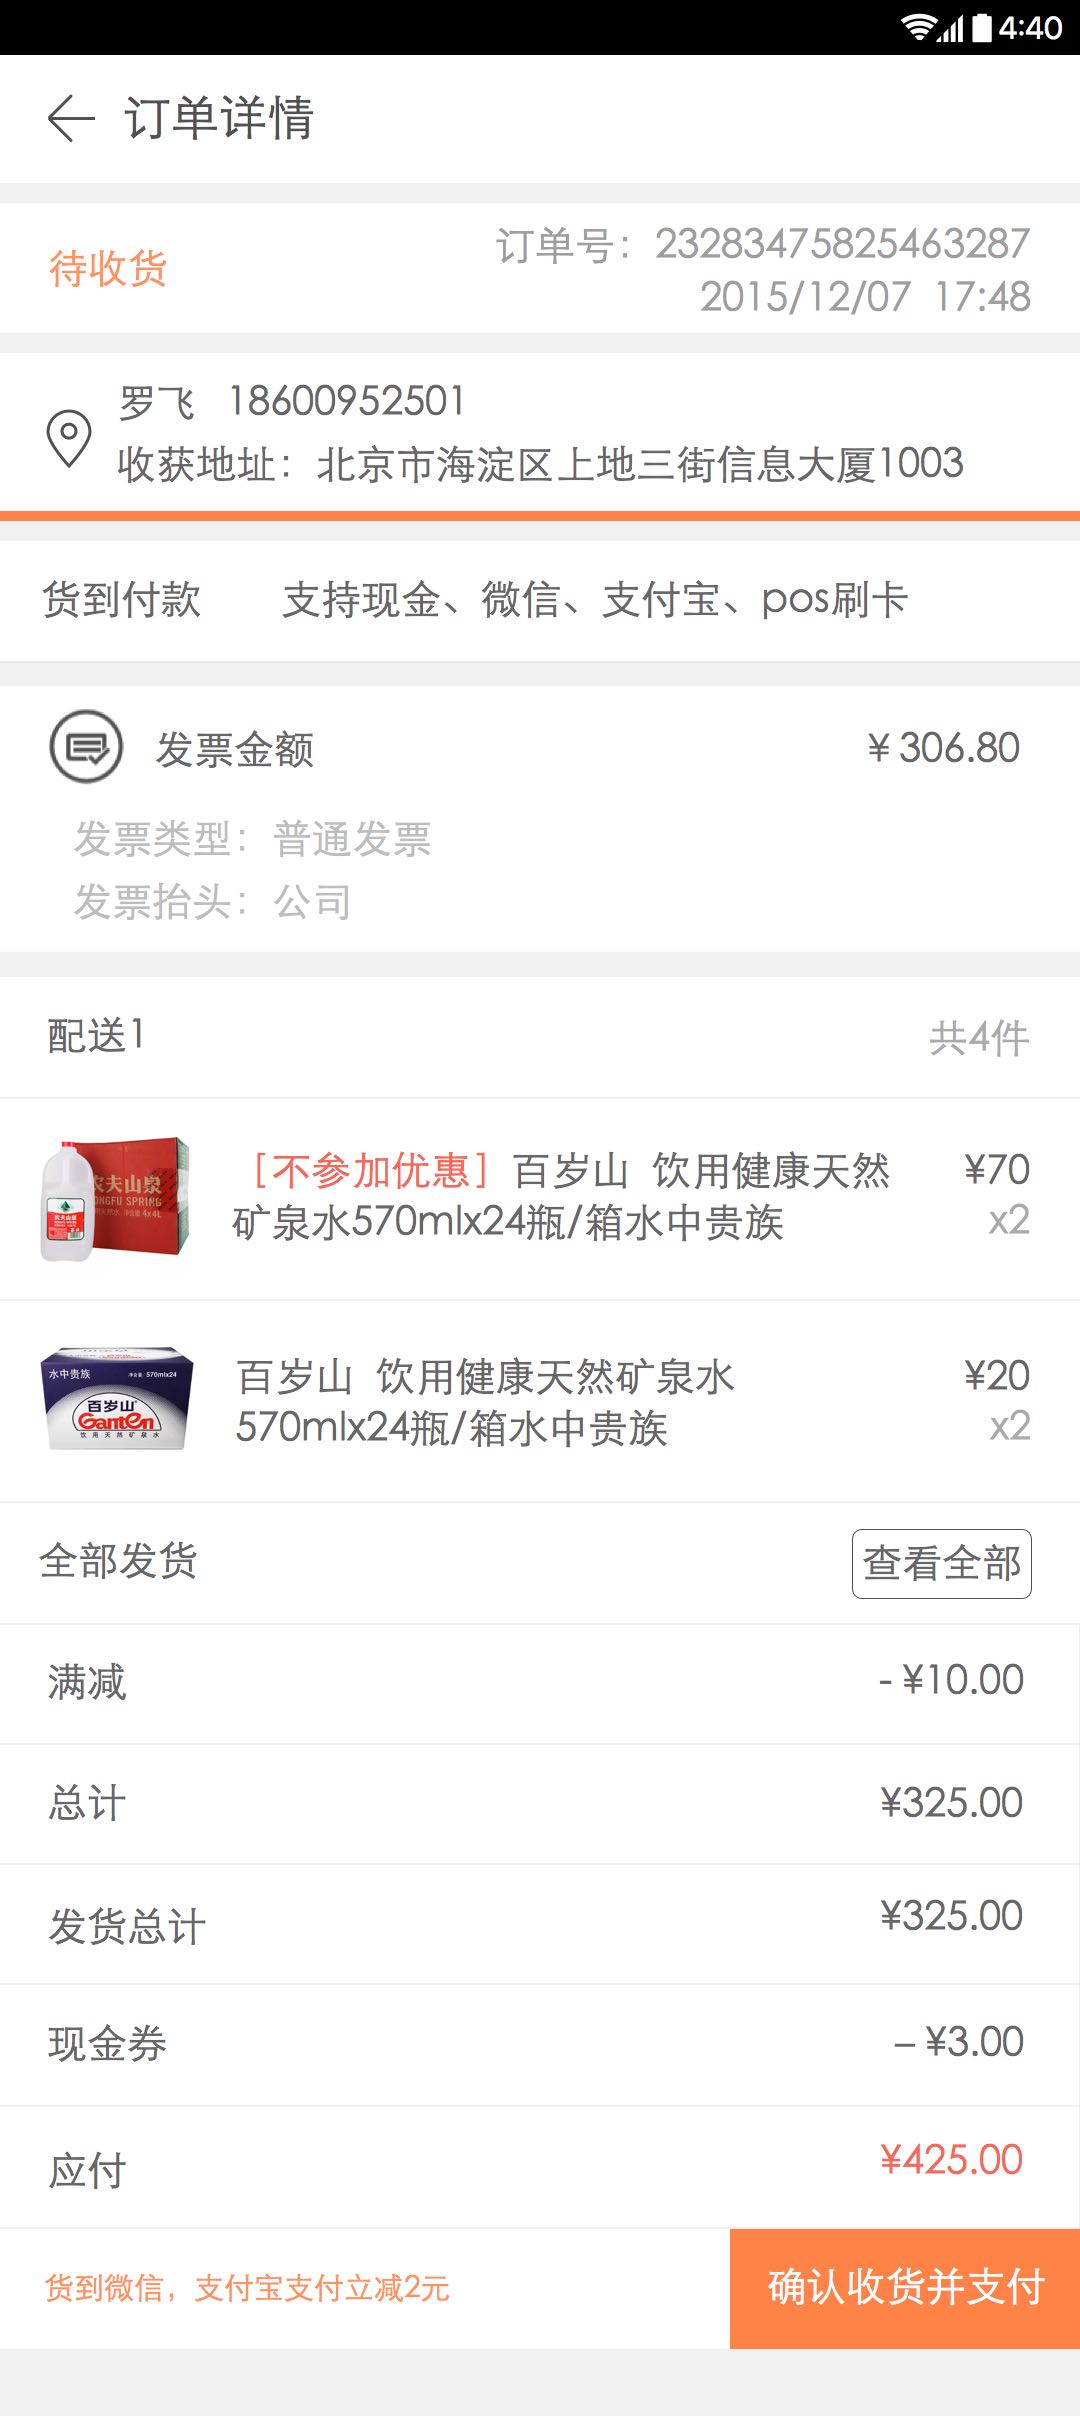 4:40
订单详情
待收货
订单号：23283475825463287
2015/12/07 17:48
罗飞 18600952501
收获地址：北京市海淀区上地三街信息大厦1003
货到付款 支持现金、微信、支付宝、pos刷卡
发票金额 ¥ 306.80
发票类型：普通发票
发票抬头：公司
配送1 共4件
农夫山泉
NONGFU SPRING
4x4L
［不参加优惠］百岁山 饮用健康天然 ¥70
矿泉水570mlx24瓶/箱水中贵族 x2
水中贵族 净含量: 570mlx24
百岁山
Ganten
饮用天然矿泉水
百岁山 饮用健康天然矿泉水 ¥20
570mlx24瓶/箱水中贵族 x2
全部发货 查看全部
满减 - ¥10.00
总计 ¥325.00
发货总计 ¥325.00
现金券 – ¥3.00
应付 ¥425.00
货到微信，支付宝支付立减2元 确认收货并支付